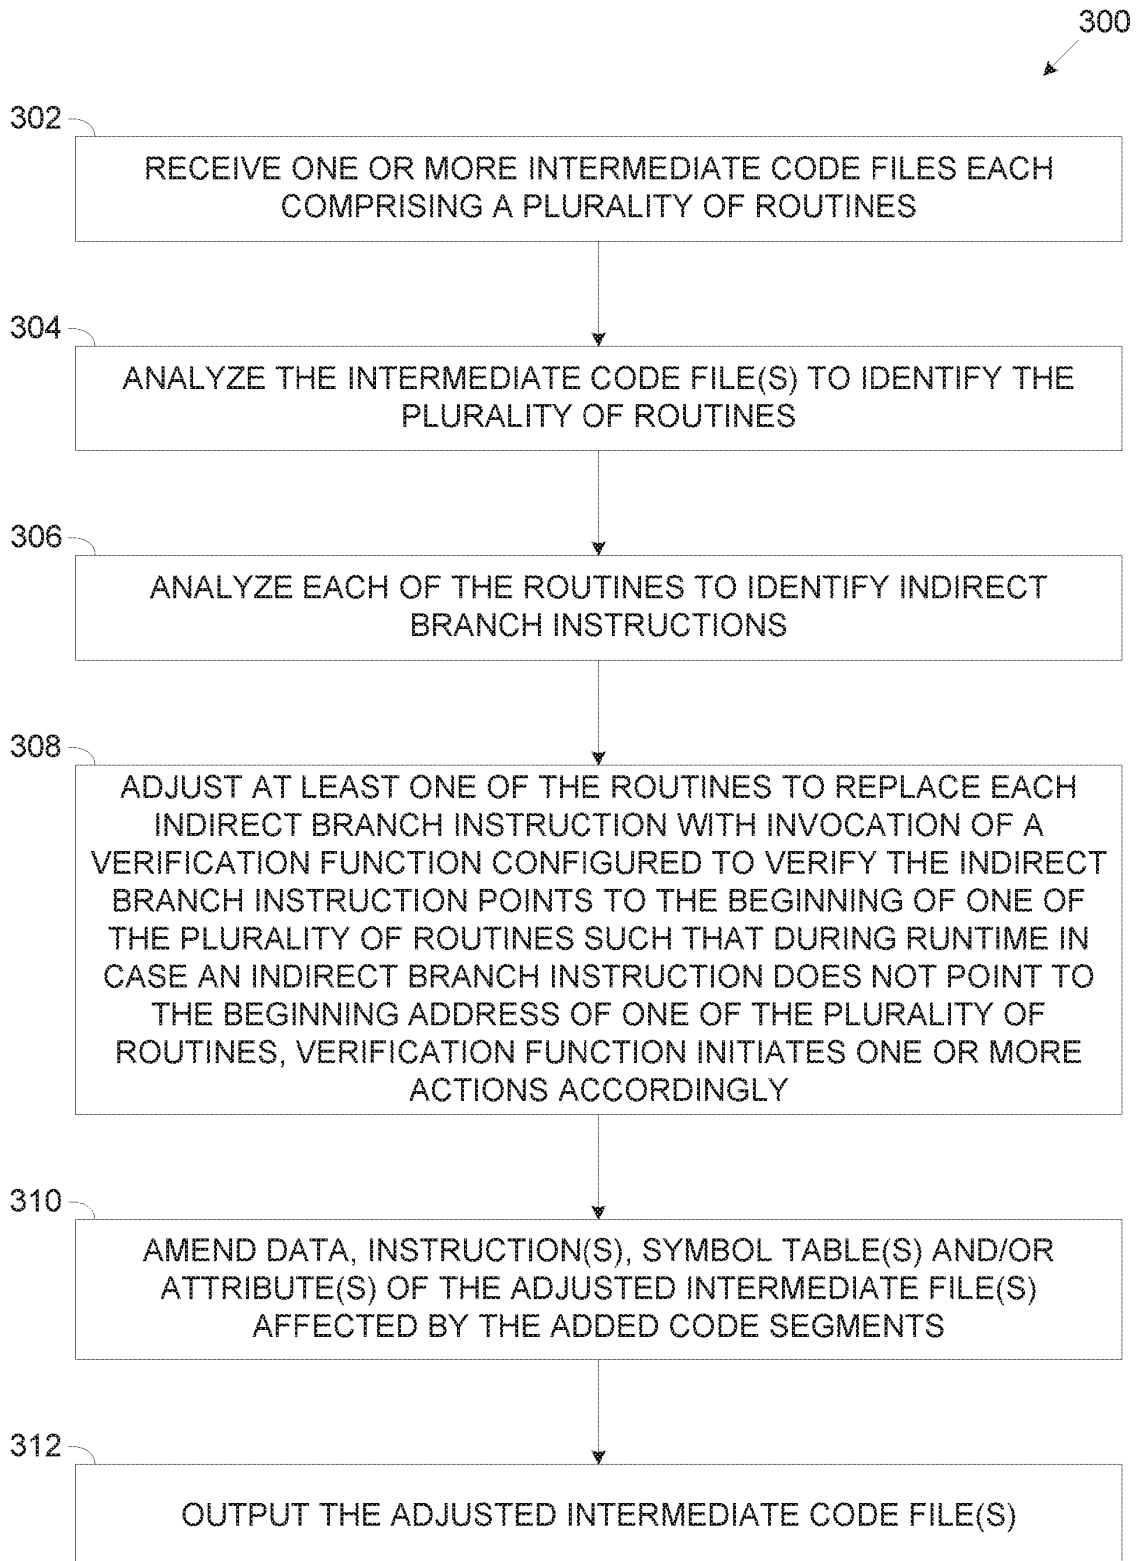 300
302
RECEIVE ONE OR MORE INTERMEDIATE CODE FILES EACH
COMPRISING A PLURALITY OF ROUTINES
304
ANALYZE THE INTERMEDIATE CODE FILE(S) TO IDENTIFY THE
PLURALITY OF ROUTINES
306
ANALYZE EACH OF THE ROUTINES TO IDENTIFY INDIRECT
BRANCH INSTRUCTIONS
308
ADJUST AT LEAST ONE OF THE ROUTINES TO REPLACE EACH
INDIRECT BRANCH INSTRUCTION WITH INVOCATION OF A
VERIFICATION FUNCTION CONFIGURED TO VERIFY THE INDIRECT
BRANCH INSTRUCTION POINTS TO THE BEGINNING OF ONE OF
THE PLURALITY OF ROUTINES SUCH THAT DURING RUNTIME IN
CASE AN INDIRECT BRANCH INSTRUCTION DOES NOT POINT TO
THE BEGINNING ADDRESS OF ONE OF THE PLURALITY OF
ROUTINES, VERIFICATION FUNCTION INITIATES ONE OR MORE
ACTIONS ACCORDINGLY
310
AMEND DATA, INSTRUCTION(S), SYMBOL TABLE(S) AND/OR
ATTRIBUTE(S) OF THE ADJUSTED INTERMEDIATE FILE(S)
AFFECTED BY THE ADDED CODE SEGMENTS
312
OUTPUT THE ADJUSTED INTERMEDIATE CODE FILE(S)